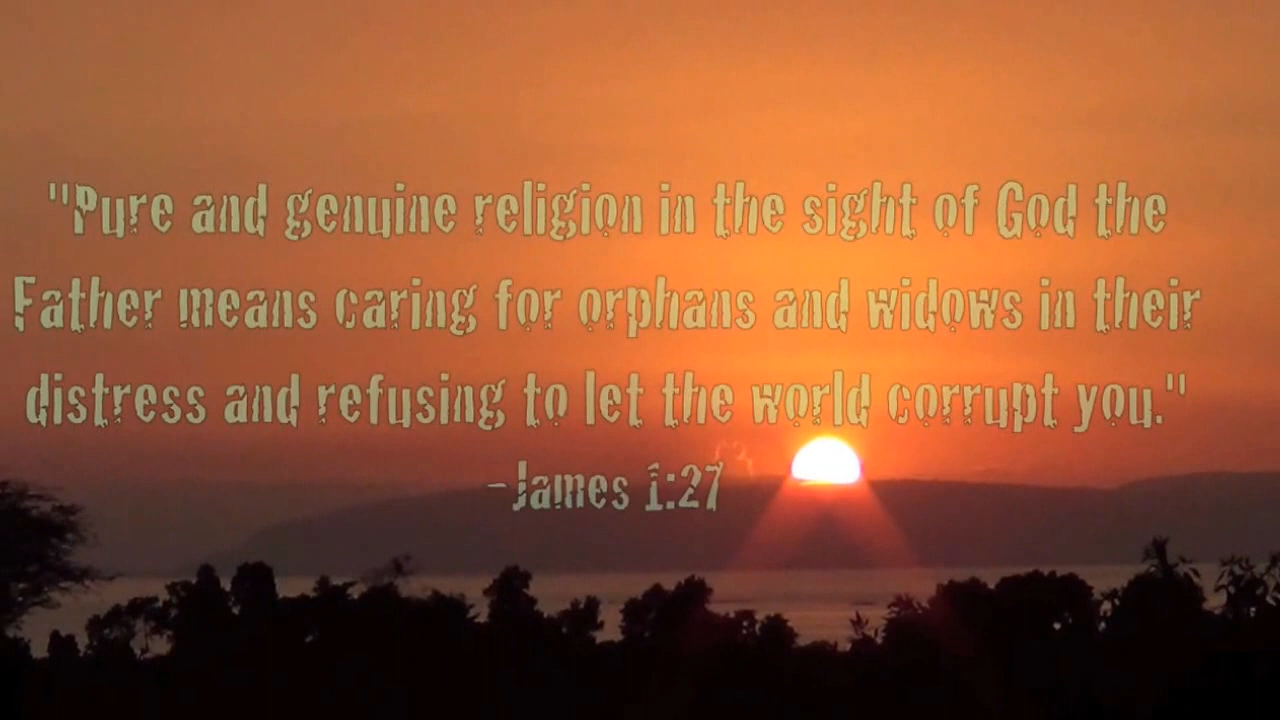 "Pure and genuine religion in the sight of God the
Father means caring for orphans and widows in their
distress and refusing to let the world corrupt you."
-James 1:27